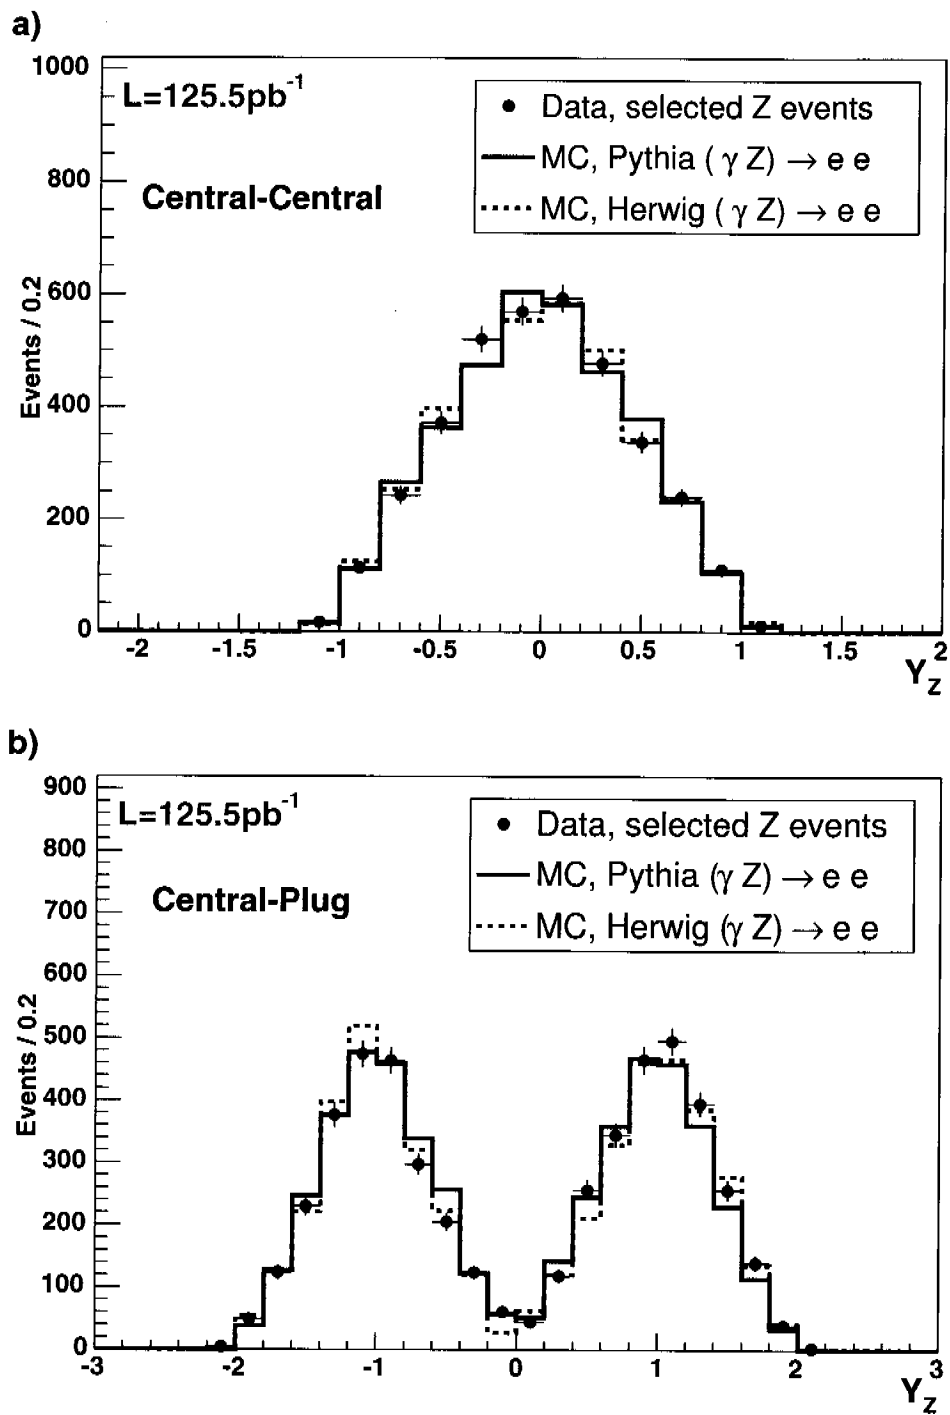 a)
1000
800
600
400
200
0
Events / 0.2
L=125.5pb⁻¹
Central-Central
Data, selected Z events
MC, Pythia ( γ Z) → e e
MC, Herwig ( γ Z) → e e
-2 -1.5 -1 -0.5 0 0.5 1 1.5 2
Y_Z
b)
900
800
700
600
500
400
300
200
100
0
Events / 0.2
L=125.5pb⁻¹
Central-Plug
Data, selected Z events
MC, Pythia (γ Z) → e e
MC, Herwig (γ Z) → e e
-3 -2 -1 0 1 2 3
Y_Z